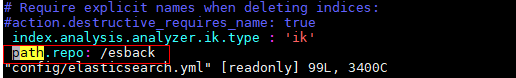 # Require explicit names when deleting indices:
#action.destructive_requires_name: true
index.analysis.analyzer.ik.type : 'ik'
path.repo: /esback
"config/elasticsearch.yml" [readonly] 99L, 3400C